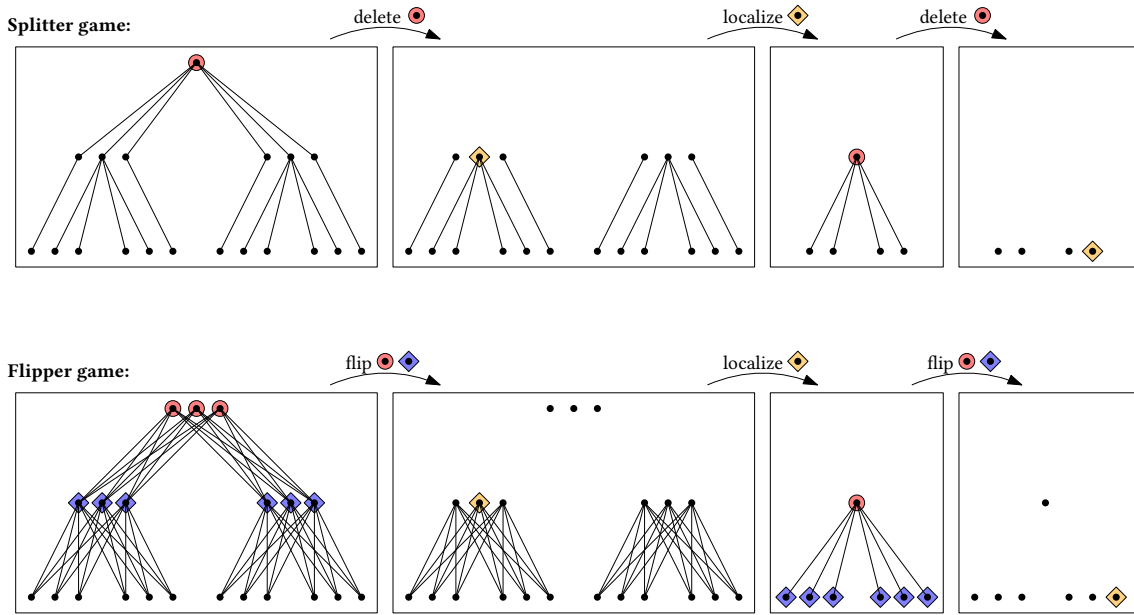 Splitter game:
delete
localize
delete
Flipper game:
flip
localize
flip